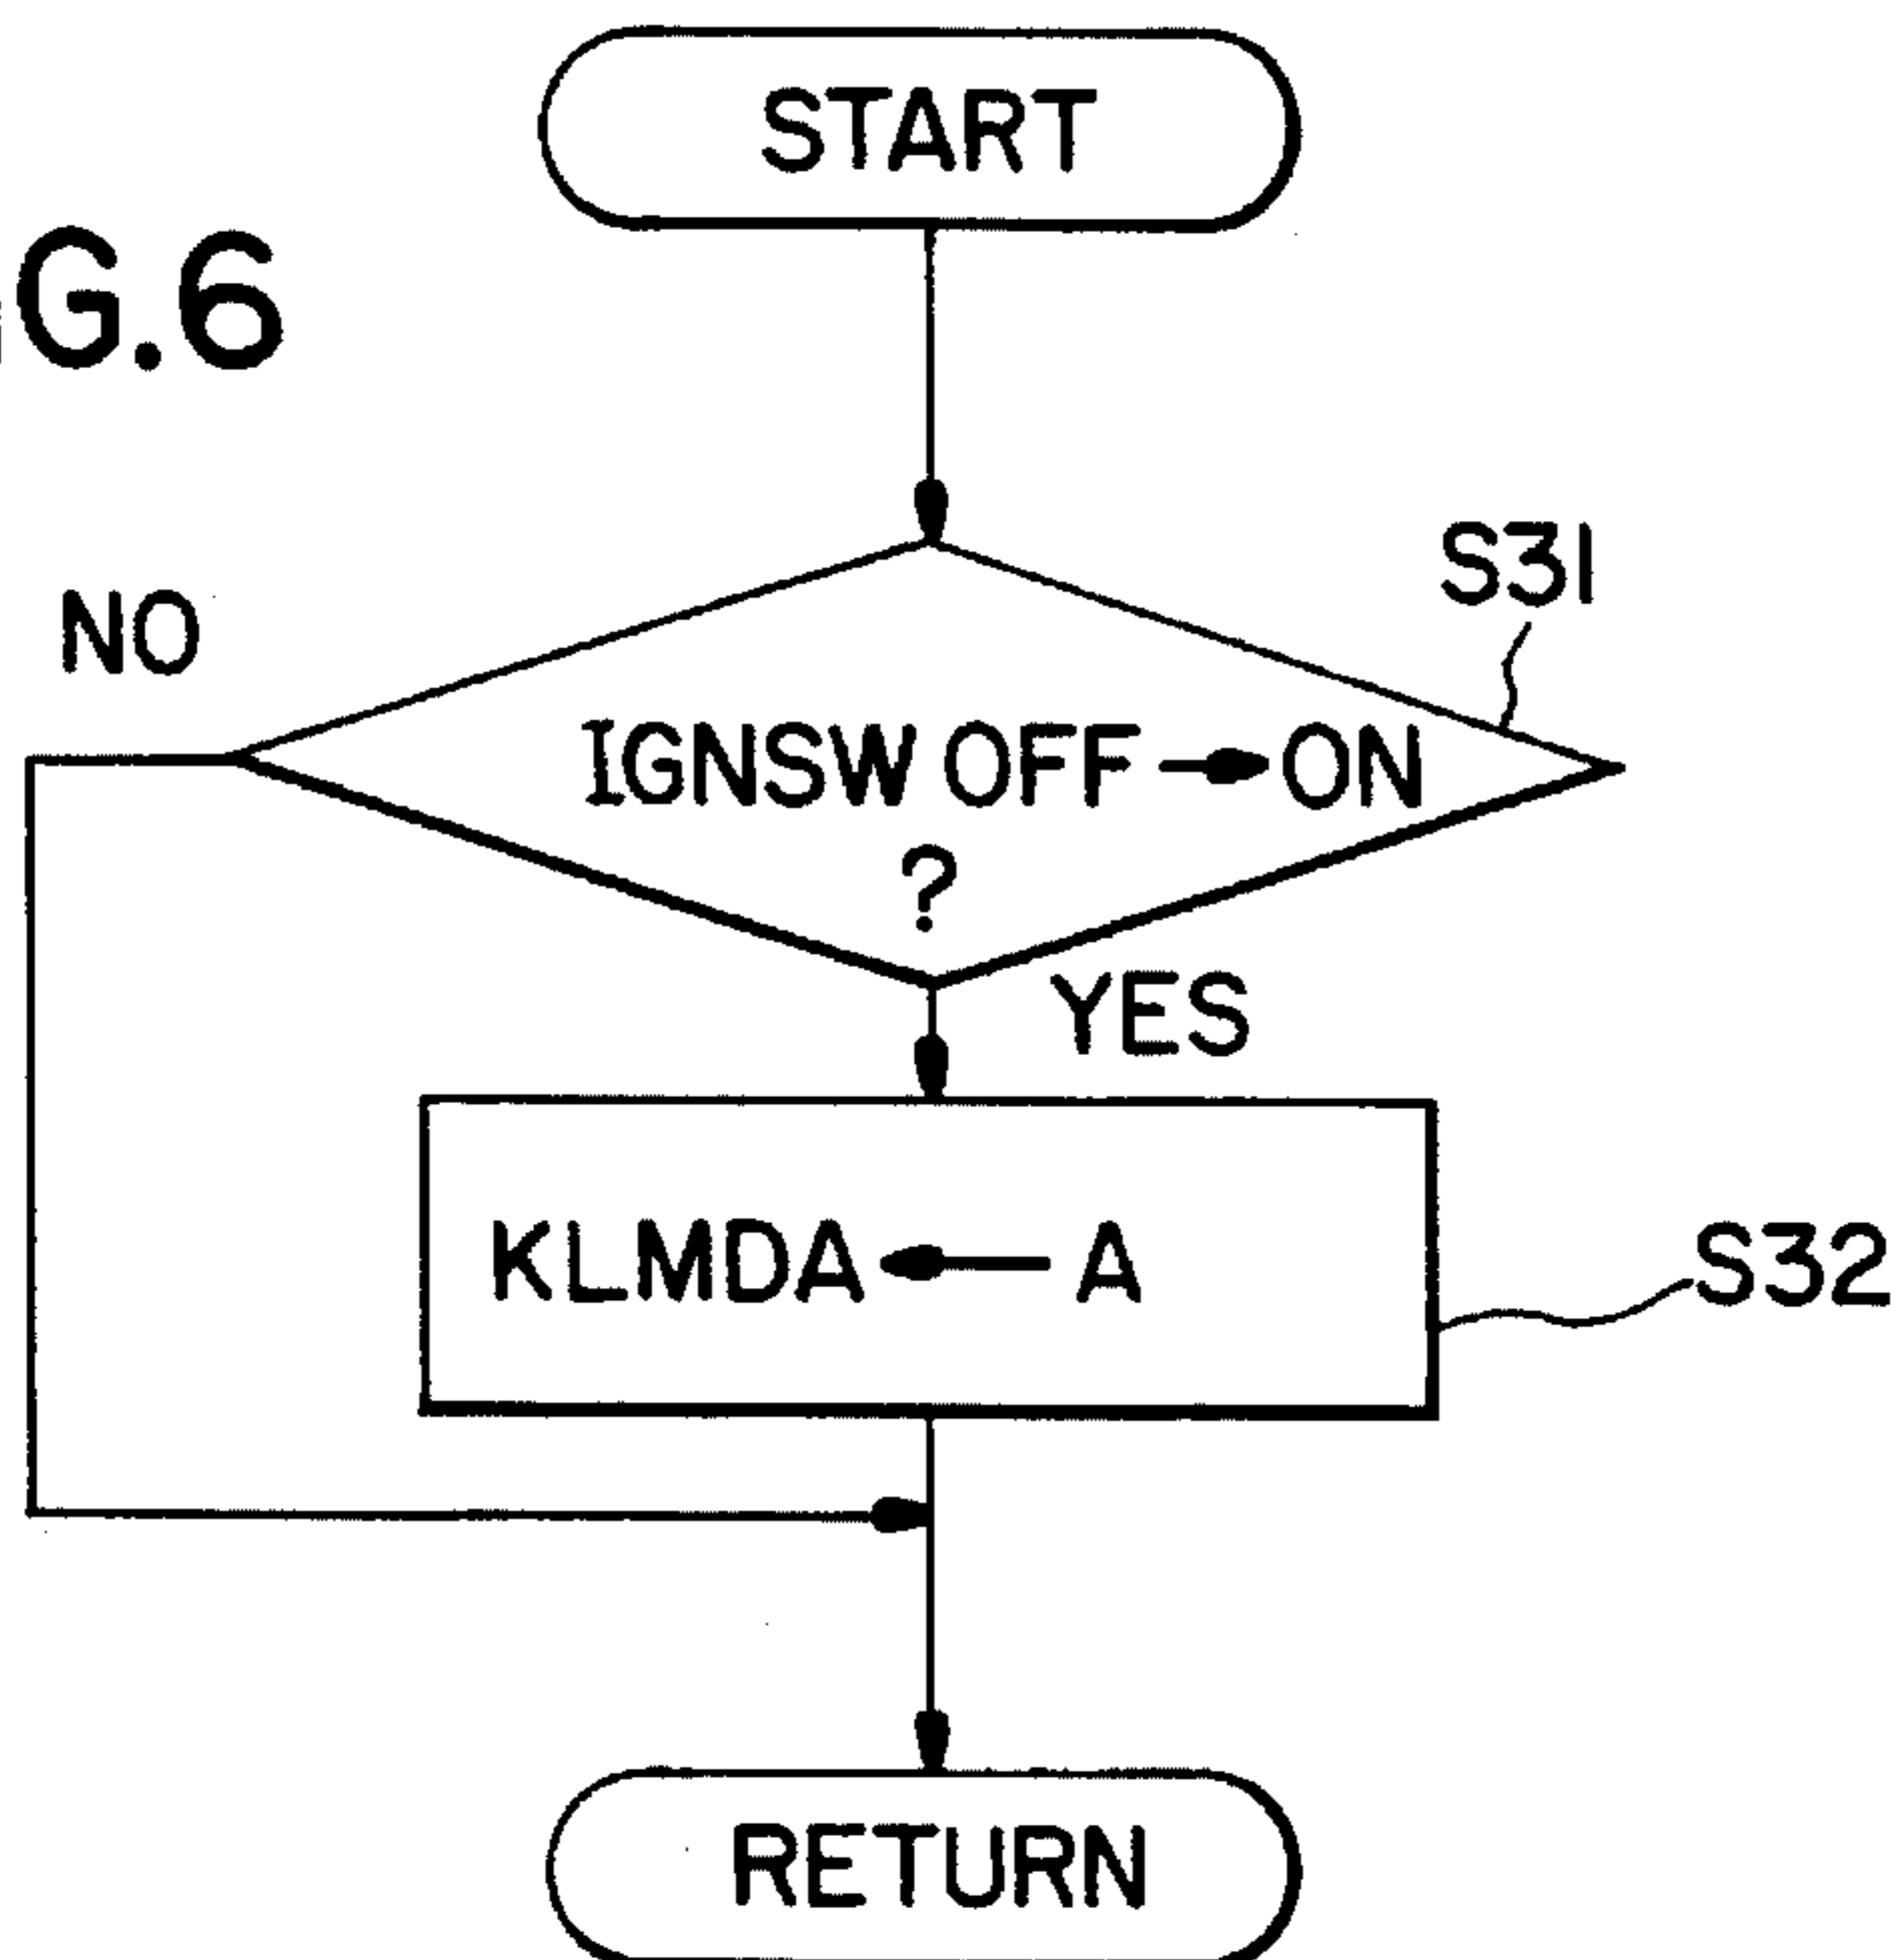 START
G.6
S31
NO
IGNSW OFF → ON
?
YES
KLMDA ← A
S32
RETURN